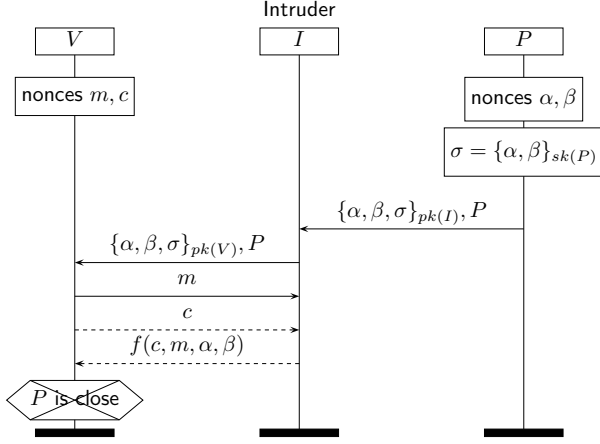 Intruder
V I P
nonces m, c
nonces α, β
σ = {α, β}sk(P)
{α, β, σ}pk(I), P
{α, β, σ}pk(V), P
m
c
f(c, m, α, β)
P is close